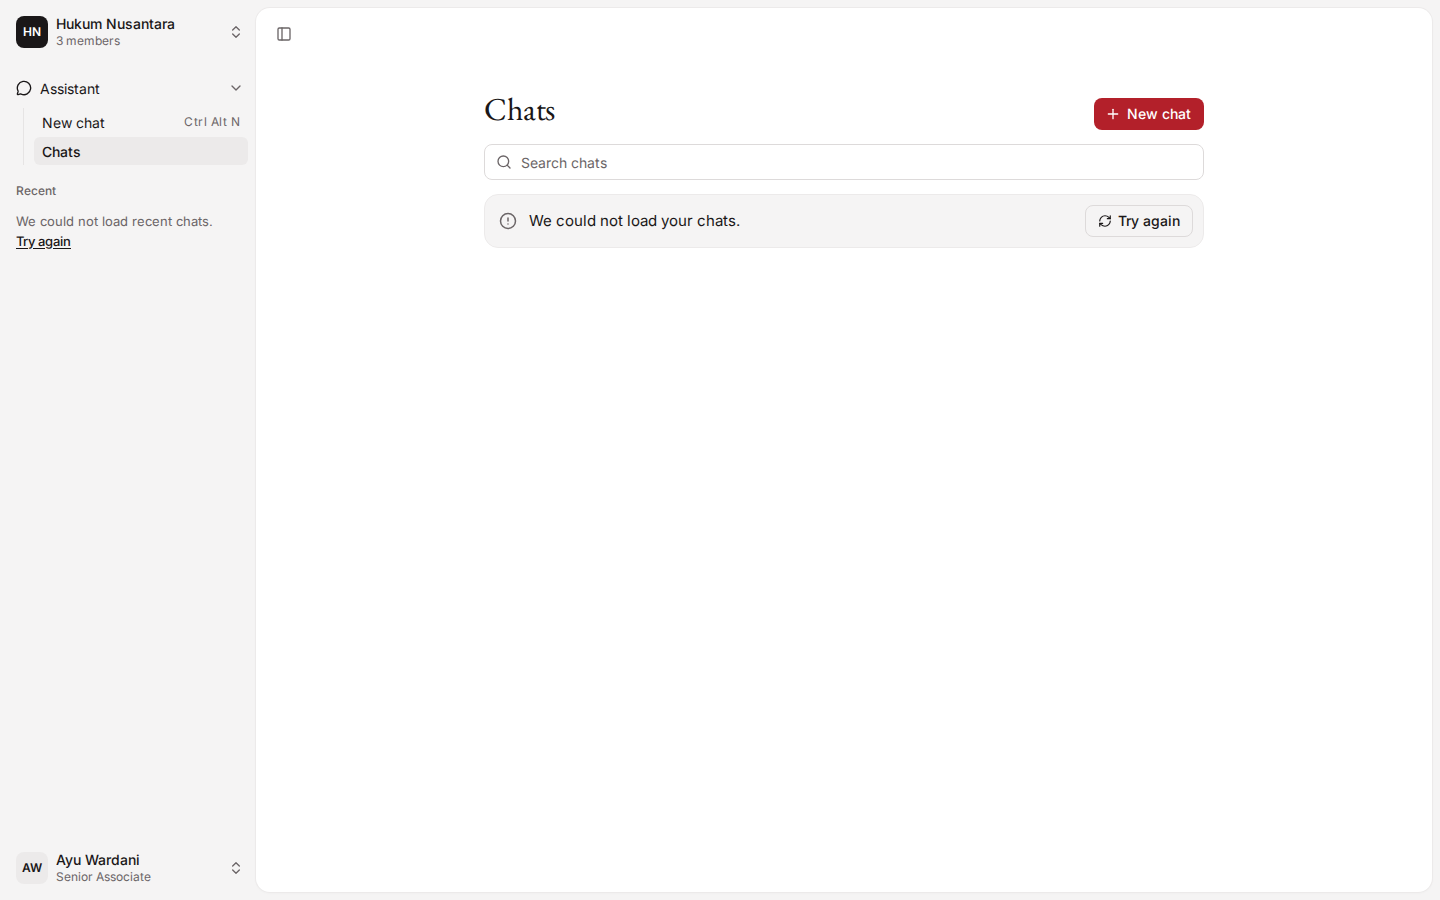 HN
Hukum Nusantara
3 members
Assistant
New chat
Ctrl Alt N
Chats
Recent
We could not load recent chats.
Try again
AW
Ayu Wardani
Senior Associate
Chats
New chat
Search chats
We could not load your chats.
Try again